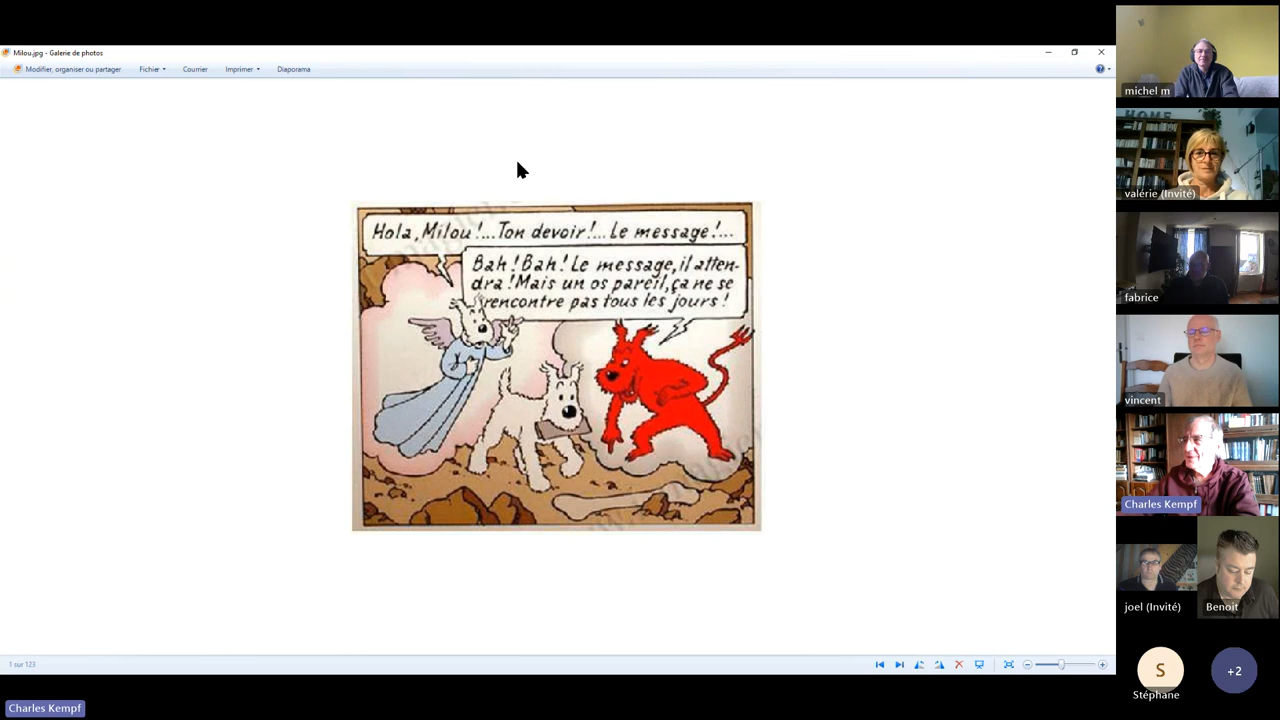 Milou.jpg - Galerie de photos
Modifier, organiser ou partager Fichier Courrier Imprimer Diaporama
Hola, Milou !... Ton devoir !... Le message !...
Bah ! Bah ! Le message, il atten-
dra ! Mais un os pareil, ça ne se
rencontre pas tous les jours !
1 sur 123
Charles Kempf
michel m
HOME
valérie (Invité)
fabrice
vincent
Charles Kempf
joel (Invité)
Benoit
S
Stéphane
+2